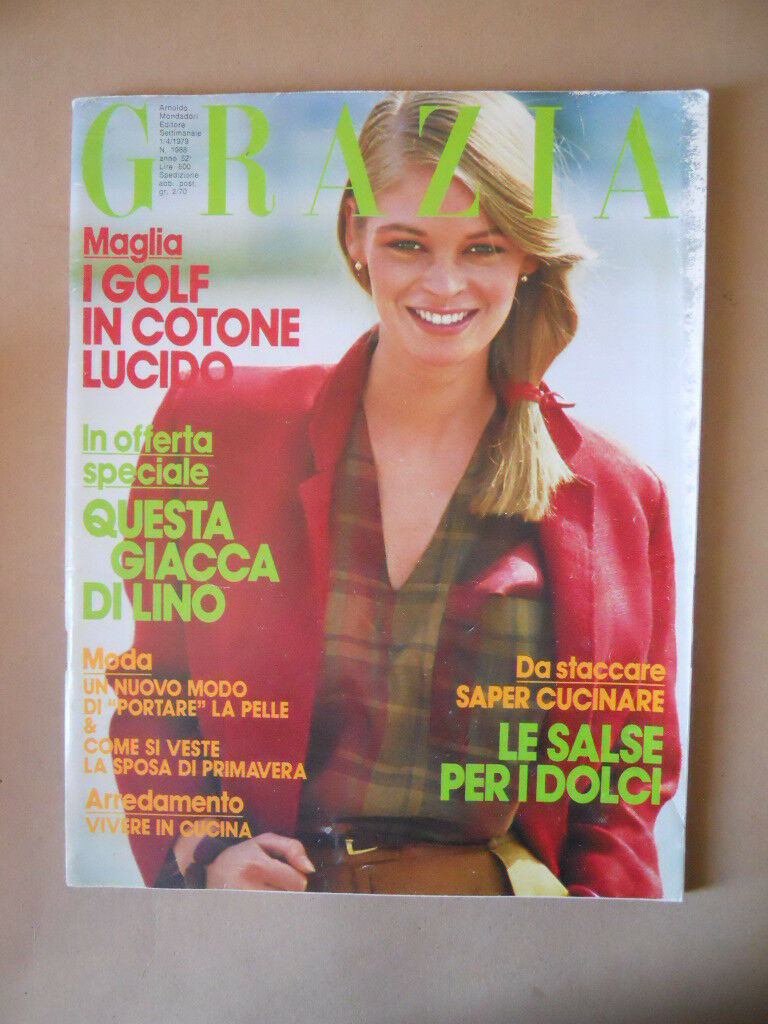 GRAZIA
Arnoldo
Mondadori
Editore
Settimanale
1/4/1979
N. 1988
anno 52°
Lire 600
Spedizione
abb. post.
gr. 2/70
Maglia
I GOLF
IN COTONE
LUCIDO
In offerta
speciale
QUESTA
GIACCA
DI LINO
Moda
UN NUOVO MODO
DI "PORTARE" LA PELLE
&
COME SI VESTE
LA SPOSA DI PRIMAVERA
Arredamento
VIVERE IN CUCINA
Da staccare
SAPER CUCINARE
LE SALSE
PER I DOLCI